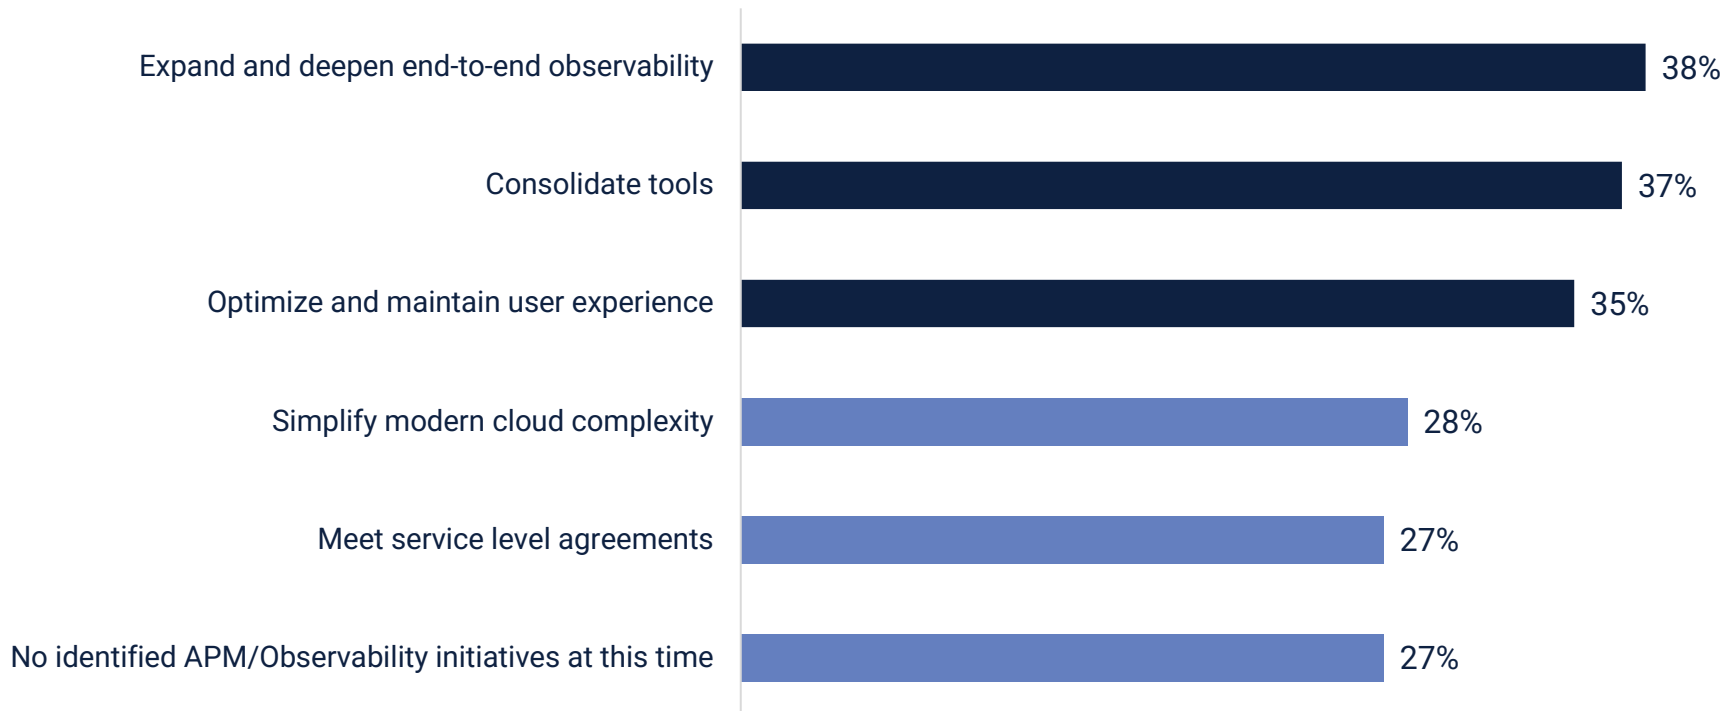 Expand and deepen end-to-end observability 38%
Consolidate tools 37%
Optimize and maintain user experience 35%
Simplify modern cloud complexity 28%
Meet service level agreements 27%
No identified APM/Observability initiatives at this time 27%